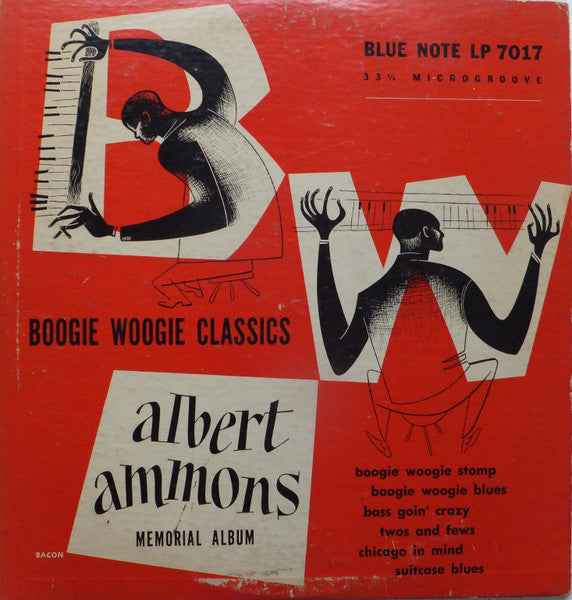 BLUE NOTE LP 7017
33⅓ MICROGROOVE
BW
BOOGIE WOOGIE CLASSICS
albert
ammons
MEMORIAL ALBUM
boogie woogie stomp
boogie woogie blues
bass goin' crazy
twos and fews
chicago in mind
suitcase blues
BACON